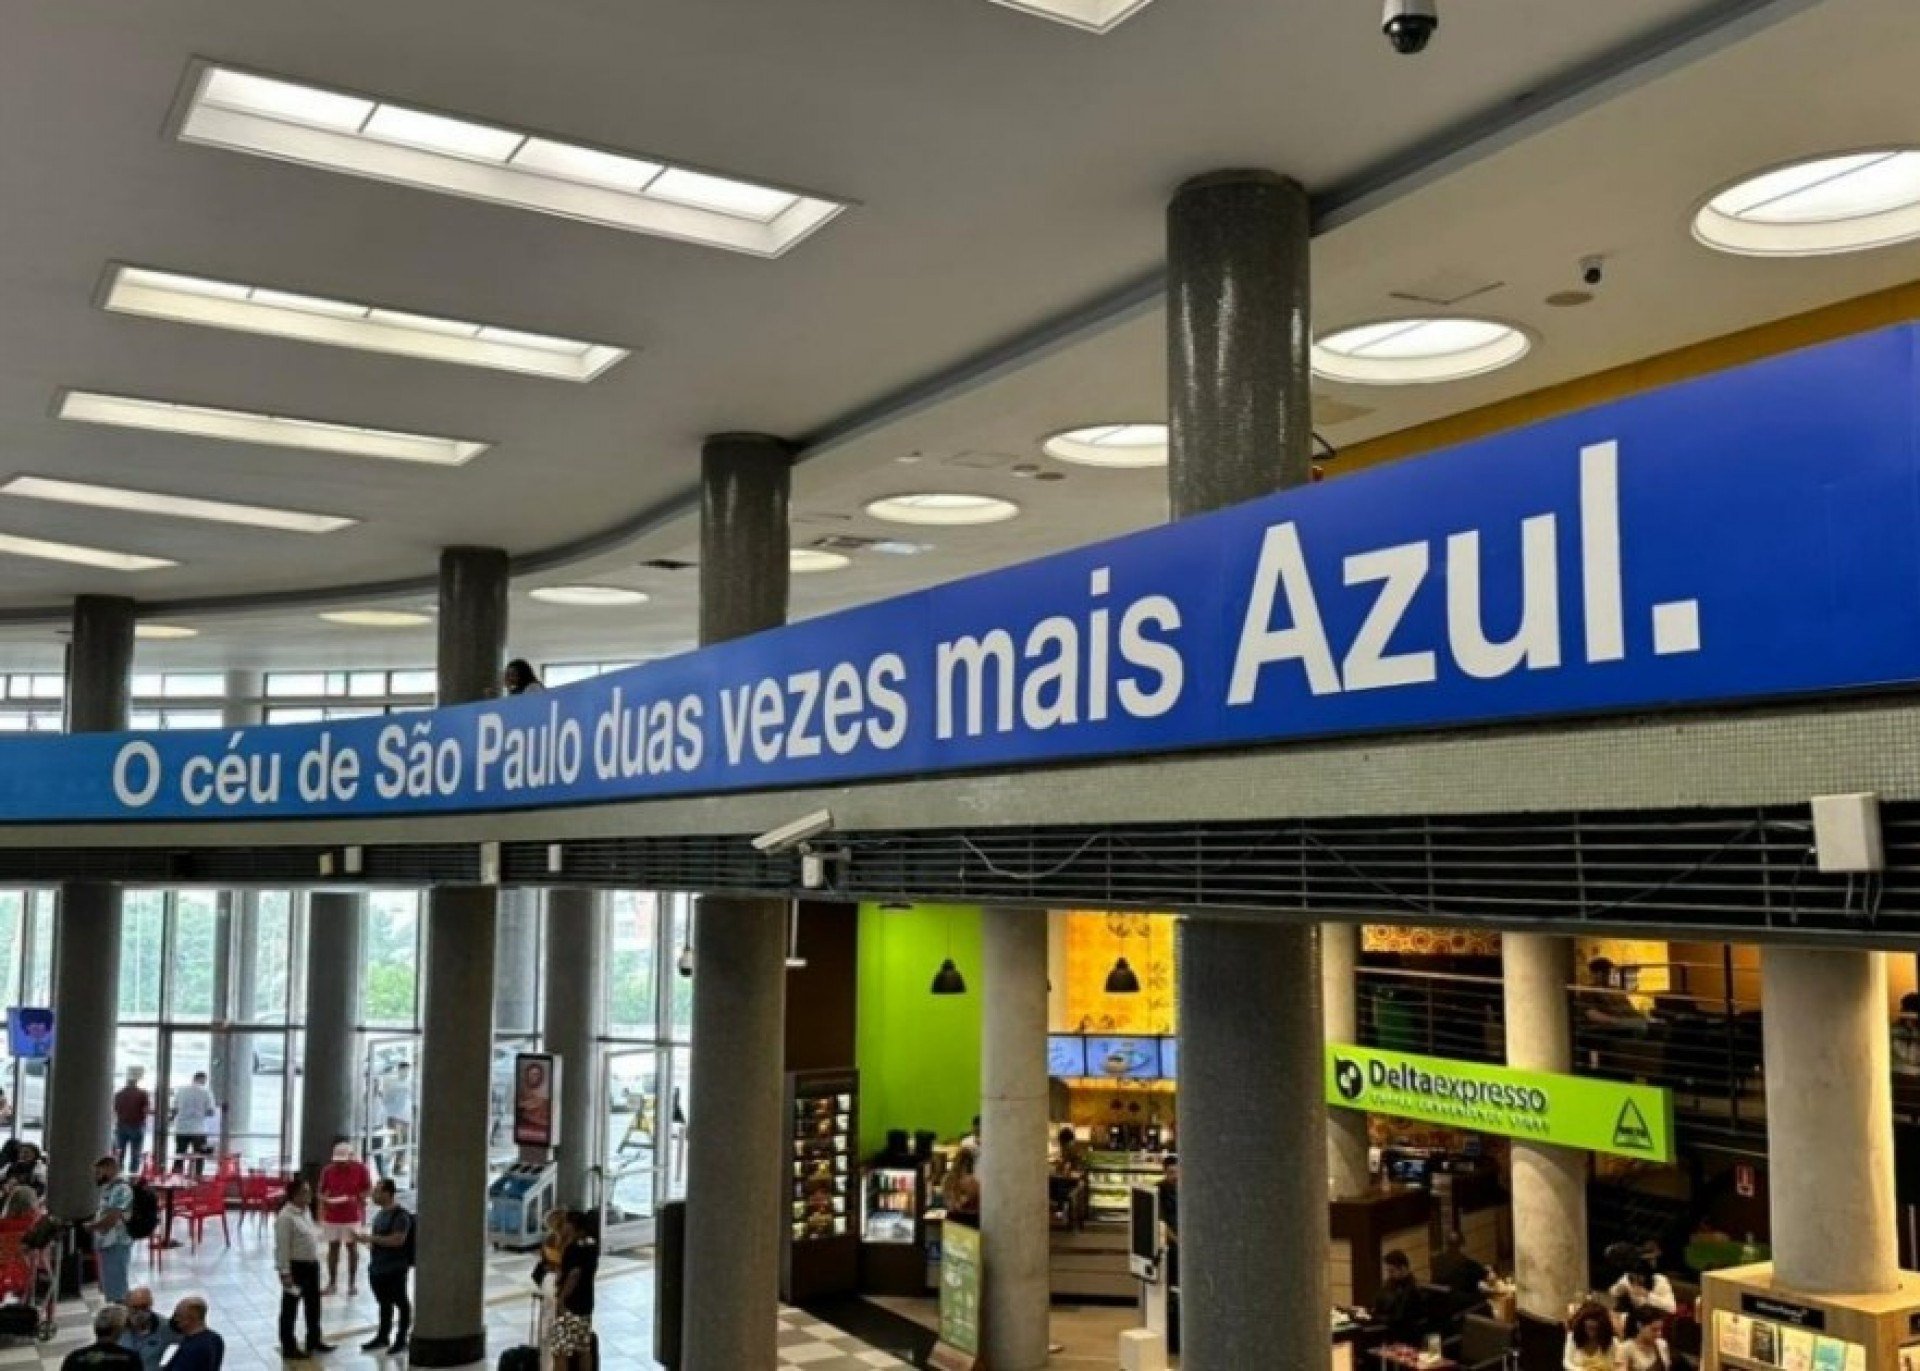 O céu de São Paulo duas vezes mais Azul.
Deltaexpresso